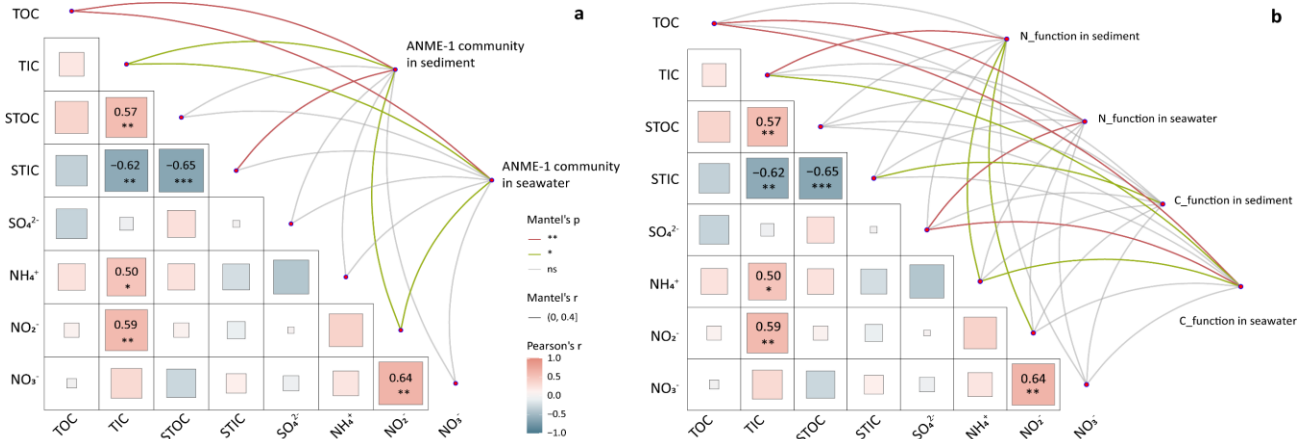 a
TOC
TIC
STOC
STIC
SO₄²⁻
NH₄⁺
NO₂⁻
NO₃⁻
0.57
**
−0.62
**
−0.65
***
0.50
*
0.59
**
0.64
**
TOC
TIC
STOC
STIC
SO₄²⁻
NH₄⁺
NO₂⁻
NO₃⁻
ANME-1 community
in sediment
ANME-1 community
in seawater
Mantel's p
**
*
ns
Mantel's r
(0, 0.4]
Pearson's r
1.0
0.5
0.0
−0.5
−1.0
b
TOC
TIC
STOC
STIC
SO₄²⁻
NH₄⁺
NO₂⁻
NO₃⁻
0.57
**
−0.62
**
−0.65
***
0.50
*
0.59
**
0.64
**
TOC
TIC
STOC
STIC
SO₄²⁻
NH₄⁺
NO₂⁻
NO₃⁻
N_function in sediment
N_function in seawater
C_function in sediment
C_function in seawater